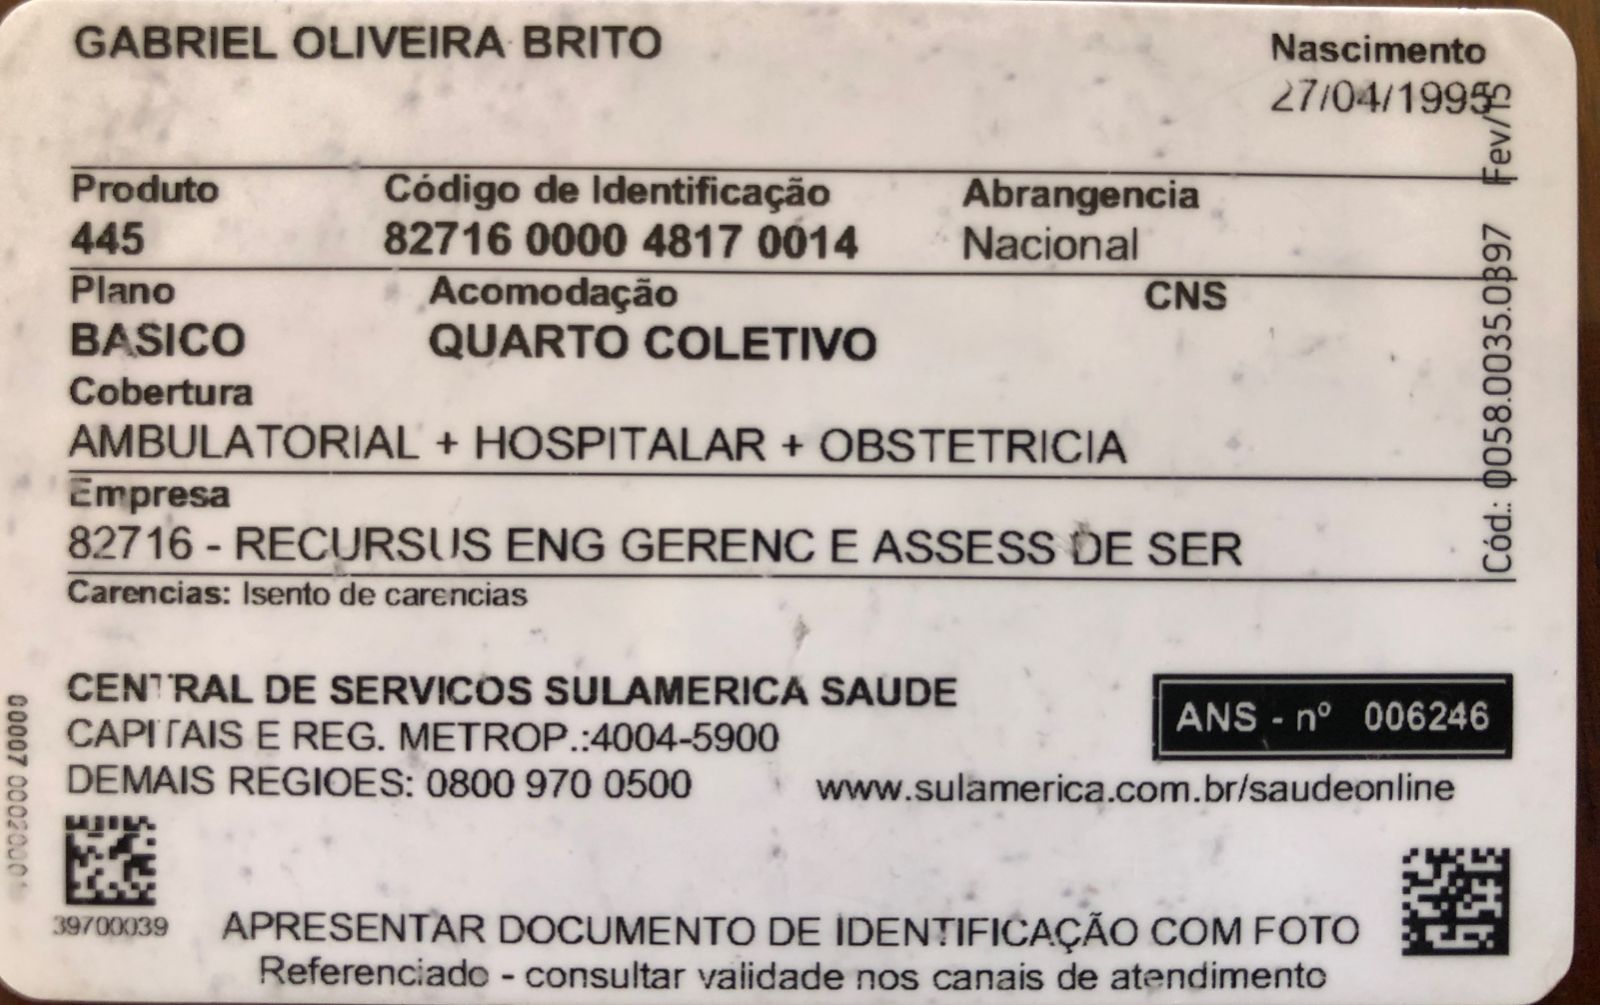 GABRIEL OLIVEIRA BRITO
Nascimento
27/04/1995
Produto Código de Identificação Abrangencia
445 82716 0000 4817 0014 Nacional
Plano Acomodação CNS
BASICO QUARTO COLETIVO
Cobertura
AMBULATORIAL + HOSPITALAR + OBSTETRICIA
Empresa
82716 - RECURSUS ENG GERENC E ASSESS DE SER
Carencias: Isento de carencias
Cód.: 0058.0035.0397 Fev/15
CENTRAL DE SERVICOS SULAMERICA SAUDE
CAPITAIS E REG. METROP.:4004-5900
DEMAIS REGIOES: 0800 970 0500
ANS - nº 006246
www.sulamerica.com.br/saudeonline
00007
39700039
APRESENTAR DOCUMENTO DE IDENTIFICAÇÃO COM FOTO
Referenciado - consultar validade nos canais de atendimento